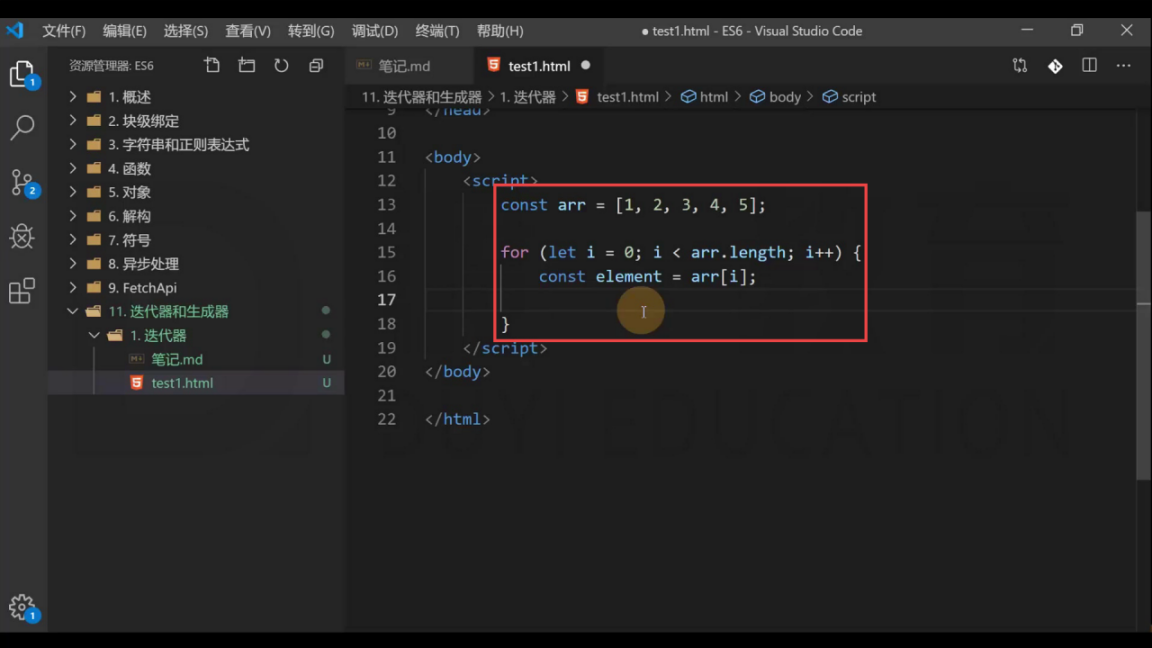 文件(F) 编辑(E) 选择(S) 查看(V) 转到(G) 调试(D) 终端(T) 帮助(H) ● test1.html - ES6 - Visual Studio Code
资源管理器: ES6
笔记.md
test1.html ●
11. 迭代器和生成器 > 1. 迭代器 > test1.html > html > body > script
1. 概述
2. 块级绑定
3. 字符串和正则表达式
4. 函数
5. 对象
6. 解构
7. 符号
8. 异步处理
9. FetchApi
11. 迭代器和生成器
1. 迭代器
笔记.md U
test1.html U
1
2
1
9 </head>
10
11 <body>
12 <script>
13 const arr = [1, 2, 3, 4, 5];
14
15 for (let i = 0; i < arr.length; i++) {
16 const element = arr[i];
17
18 }
19 </script>
20 </body>
21
22 </html>
DUYI EDUCATION